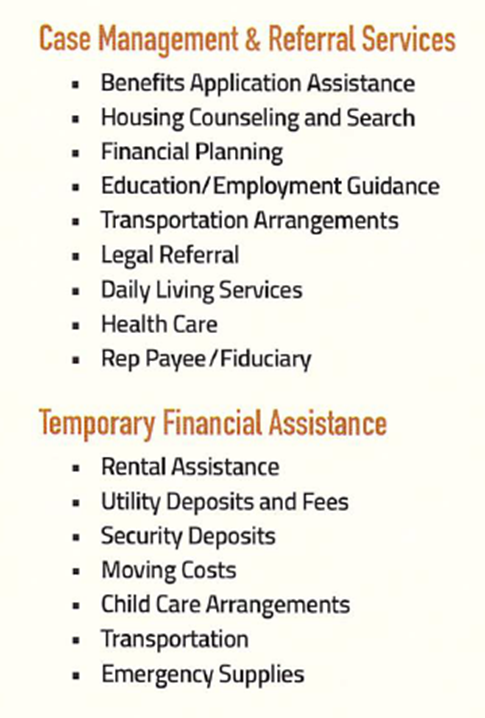 Case Management & Referral Services
▪ Benefits Application Assistance
▪ Housing Counseling and Search
▪ Financial Planning
▪ Education/Employment Guidance
▪ Transportation Arrangements
▪ Legal Referral
▪ Daily Living Services
▪ Health Care
▪ Rep Payee/Fiduciary
Temporary Financial Assistance
▪ Rental Assistance
▪ Utility Deposits and Fees
▪ Security Deposits
▪ Moving Costs
▪ Child Care Arrangements
▪ Transportation
▪ Emergency Supplies